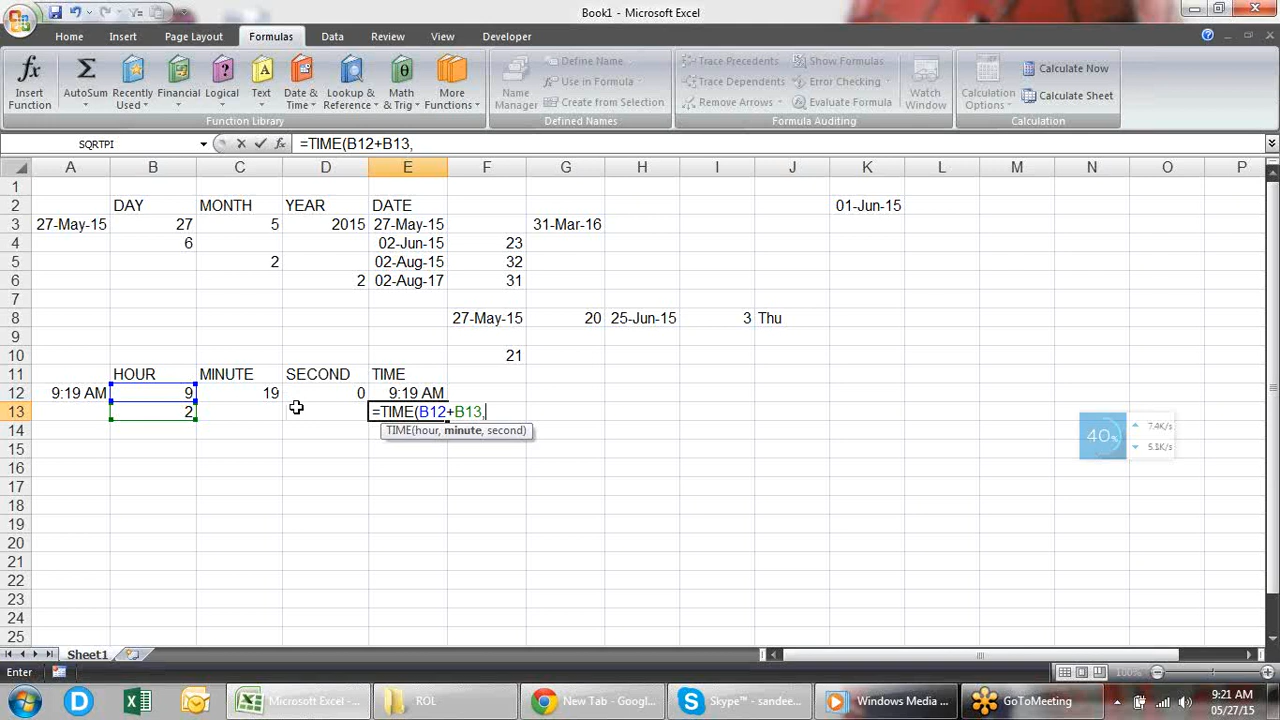 Book1 - Microsoft Excel
Home Insert Page Layout Formulas Data Review View Developer
Insert Function
AutoSum
Recently Used
Financial
Logical
Text
Date & Time
Lookup & Reference
Math & Trig
More Functions
Function Library
Name Manager
Define Name
Use in Formula
Create from Selection
Defined Names
Trace Precedents
Trace Dependents
Remove Arrows
Show Formulas
Error Checking
Evaluate Formula
Formula Auditing
Watch Window
Calculation Options
Calculate Now
Calculate Sheet
Calculation
SQRTPI =TIME(B12+B13,
A B C D E F G H I J K L M N O P
1
2 DAY MONTH YEAR DATE 01-Jun-15
3 27-May-15 27 5 2015 27-May-15 31-Mar-16
4 6 02-Jun-15 23
5 2 02-Aug-15 32
6 2 02-Aug-17 31
7
8 27-May-15 20 25-Jun-15 3 Thu
9
10 21
11 HOUR MINUTE SECOND TIME
12 9:19 AM 9 19 0 9:19 AM
13 2 =TIME(B12+B13,
TIME(hour, minute, second)
14
15
16
17
18
19
20
21
22
23
24
25
40%
7.4K/s
5.1K/s
Sheet1
Enter 100%
Microsoft Excel - ... ROL New Tab - Googl... Skype™ - sandee... Windows Media ... GoToMeeting 9:21 AM
05/27/15